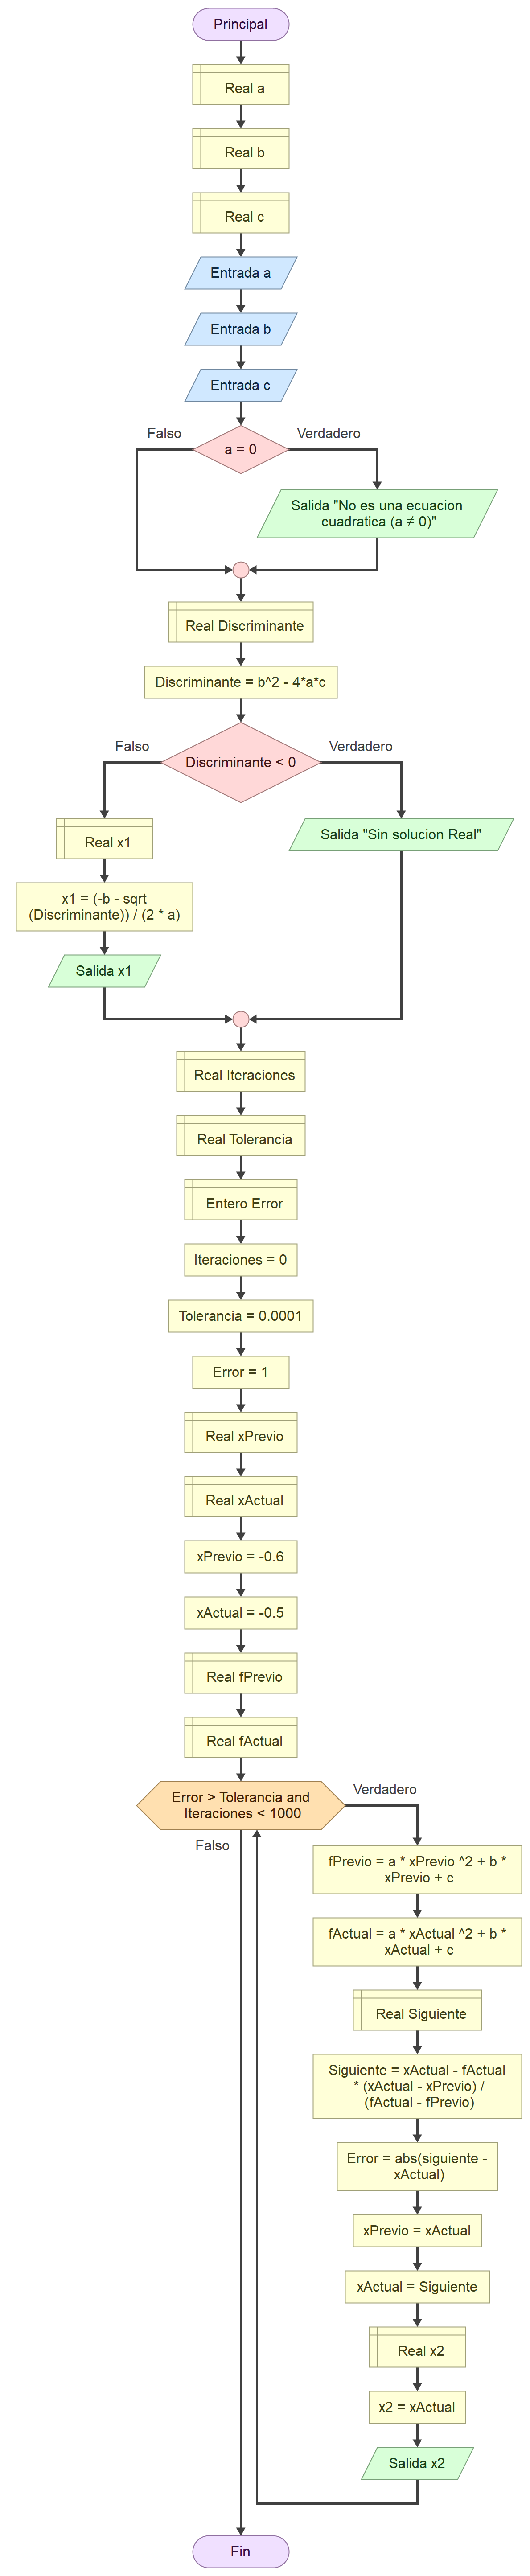 Principal
Real a
Real b
Real c
Entrada a
Entrada b
Entrada c
Falso
Verdadero
a = 0
Salida "No es una ecuacion
cuadratica (a ≠ 0)"
Real Discriminante
Discriminante = b^2 - 4*a*c
Falso
Verdadero
Discriminante < 0
Real x1
Salida "Sin solucion Real"
x1 = (-b - sqrt
(Discriminante)) / (2 * a)
Salida x1
Real Iteraciones
Real Tolerancia
Entero Error
Iteraciones = 0
Tolerancia = 0.0001
Error = 1
Real xPrevio
Real xActual
xPrevio = -0.6
xActual = -0.5
Real fPrevio
Real fActual
Error > Tolerancia and
Iteraciones < 1000
Verdadero
Falso
fPrevio = a * xPrevio ^2 + b *
xPrevio + c
fActual = a * xActual ^2 + b *
xActual + c
Real Siguiente
Siguiente = xActual - fActual
* (xActual - xPrevio) /
(fActual - fPrevio)
Error = abs(siguiente -
xActual)
xPrevio = xActual
xActual = Siguiente
Real x2
x2 = xActual
Salida x2
Fin